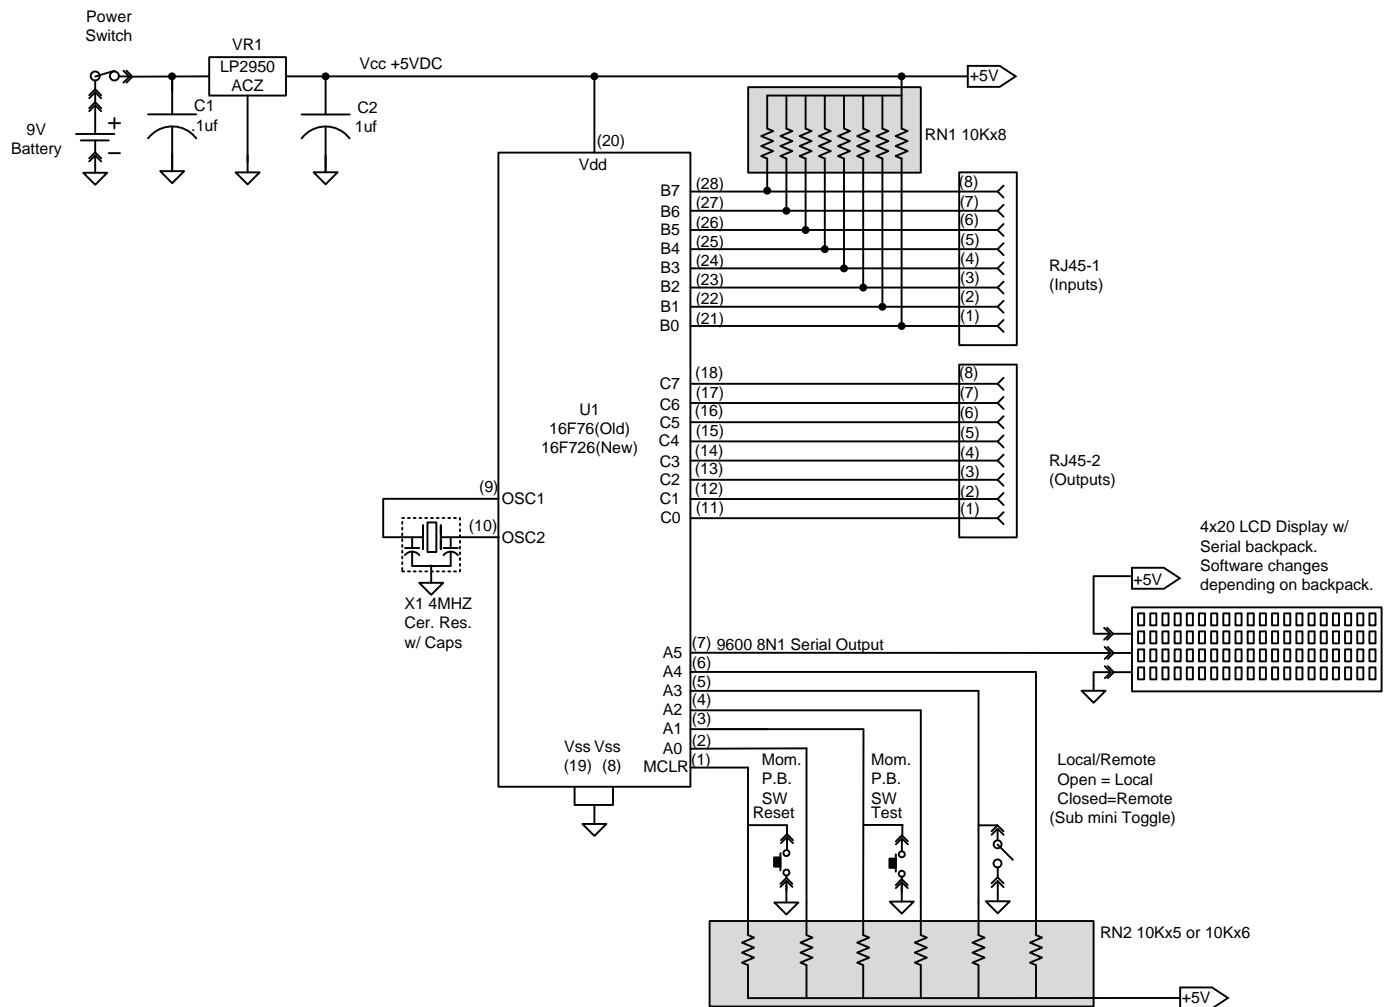 Power
Switch
VR1
LP2950
ACZ
Vcc +5VDC
+5V
C1
.1uf
C2
1uf
9V
Battery
+
−
RN1 10Kx8
(20)
Vdd
B7 (28) (8)
B6 (27) (7)
B5 (26) (6)
B4 (25) (5)
B3 (24) (4)
B2 (23) (3)
B1 (22) (2)
B0 (21) (1)
RJ45-1
(Inputs)
C7 (18) (8)
C6 (17) (7)
C5 (16) (6)
C4 (15) (5)
C3 (14) (4)
C2 (13) (3)
C1 (12) (2)
C0 (11) (1)
RJ45-2
(Outputs)
U1
16F76(Old)
16F726(New)
(9) OSC1
(10) OSC2
X1 4MHZ
Cer. Res.
w/ Caps
4x20 LCD Display w/
Serial backpack.
Software changes
depending on backpack.
+5V
A5 (7) 9600 8N1 Serial Output
A4 (6)
A3 (5)
A2 (4)
A1 (3)
A0 (2)
MCLR (1)
Vss Vss
(19) (8)
Mom.
P.B.
SW
Reset
Mom.
P.B.
SW
Test
Local/Remote
Open = Local
Closed=Remote
(Sub mini Toggle)
RN2 10Kx5 or 10Kx6
+5V